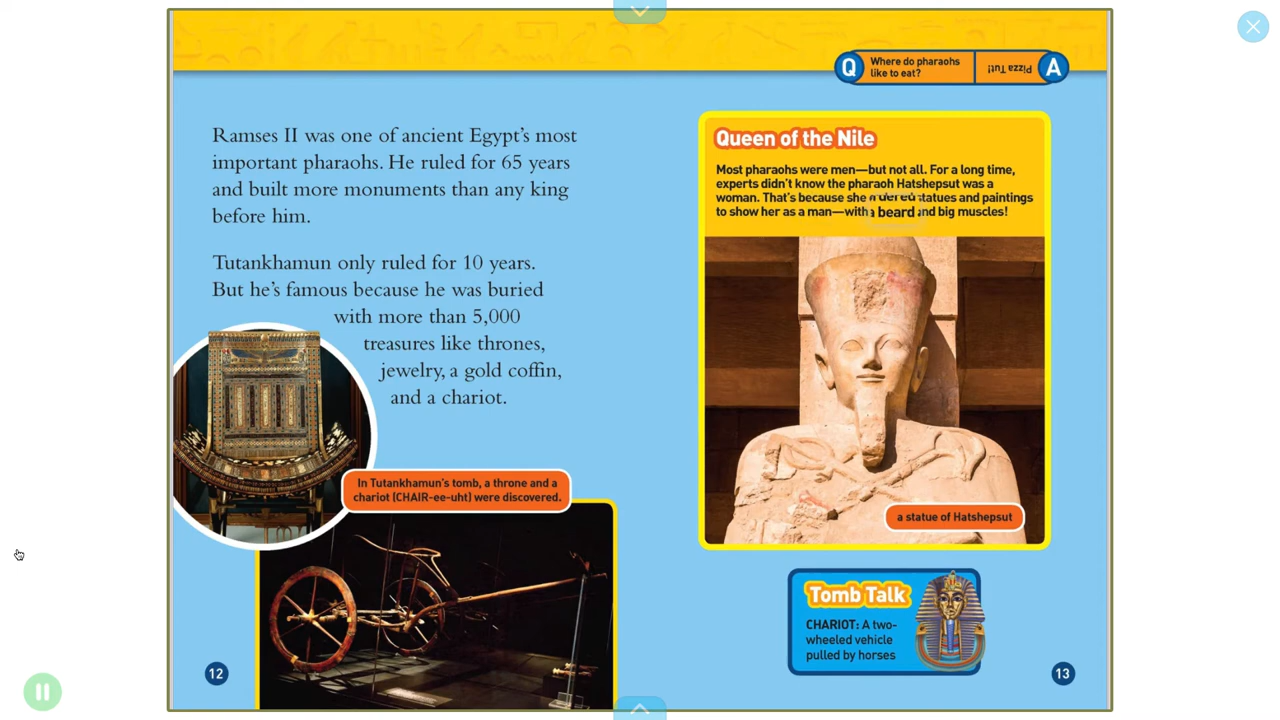 Q Where do pharaohs
like to eat?
Pizza Tut! A
Ramses II was one of ancient Egypt's most
important pharaohs. He ruled for 65 years
and built more monuments than any king
before him.
Tutankhamun only ruled for 10 years.
But he's famous because he was buried
with more than 5,000
treasures like thrones,
jewelry, a gold coffin,
and a chariot.
In Tutankhamun's tomb, a throne and a
chariot (CHAIR-ee-uht) were discovered.
12
Queen of the Nile
Most pharaohs were men—but not all. For a long time,
experts didn't know the pharaoh Hatshepsut was a
woman. That's because she ordered statues and paintings
to show her as a man—with a beard and big muscles!
a statue of Hatshepsut
Tomb Talk
CHARIOT: A two-
wheeled vehicle
pulled by horses
13